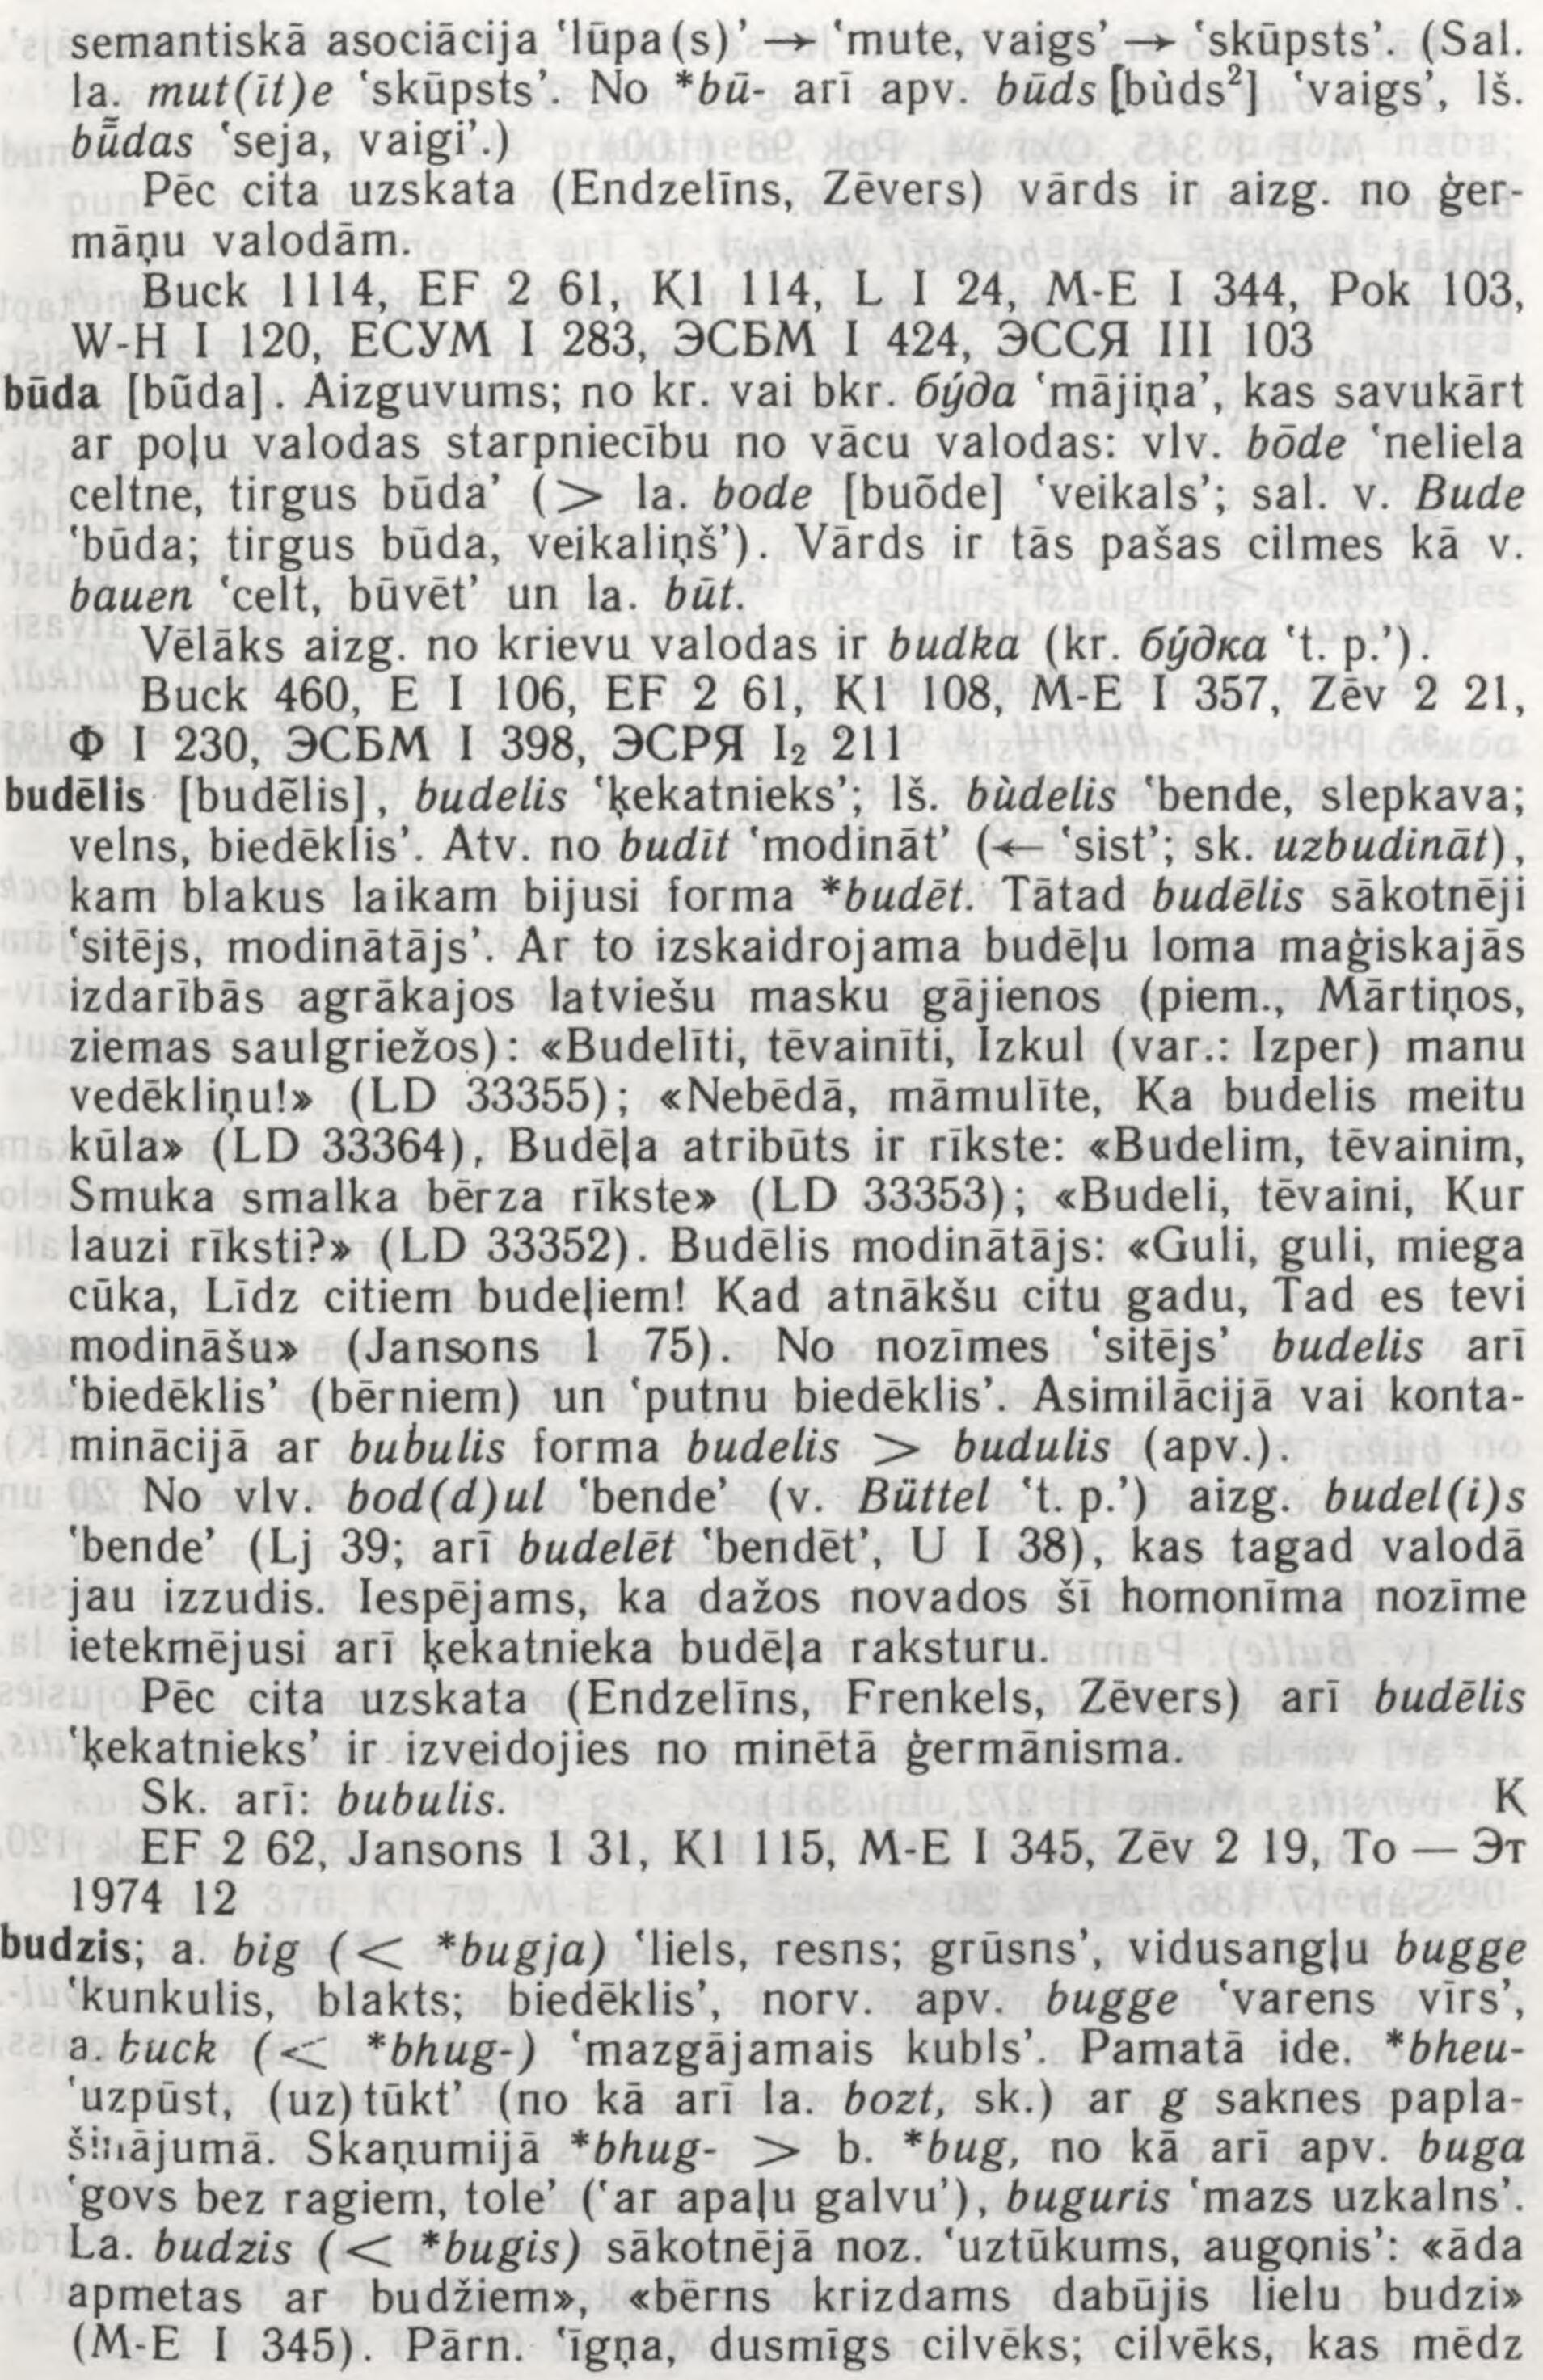 semantiskā asociācija ‘lūpa(s)’ → ‘mute, vaigs’ → ‘skūpsts’. (Sal.
la. mut(īt)e ‘skūpsts’. No *bū- arī apv. būds [bùds²] ‘vaigs’, lš.
bū̃das ‘seja, vaigi’.)
Pēc cita uzskata (Endzelīns, Zēvers) vārds ir aizg. no ģer-
māņu valodām.
Buck 1114, EF 2 61, Kl 114, L I 24, M-E I 344, Pok 103,
W-H I 120, ЕСУМ I 283, ЭСБМ I 424, ЭССЯ III 103
būda [bũda]. Aizguvums; no kr. vai bkr. бу́да ‘mājiņa’, kas savukārt
ar poļu valodas starpniecību no vācu valodas: vlv. bōde ‘neliela
celtne, tirgus būda’ (> la. bode [buõde] ‘veikals’; sal. v. Bude
‘būda; tirgus būda, veikaliņš’). Vārds ir tās pašas cilmes kā v.
bauen ‘celt, būvēt’ un la. būt.
Vēlāks aizg. no krievu valodas ir budka (kr. бу́дка ‘t. p.’).
Buck 460, E I 106, EF 2 61, Kl 108, M-E I 357, Zēv 2 21,
Ф I 230, ЭСБМ I 398, ЭСРЯ I₂ 211
budēlis [budẽlis], budelis ‘ķekatnieks’; lš. bùdelis ‘bende, slepkava;
velns, biedēklis’. Atv. no budīt ‘modināt’ (← ‘sist’; sk. uzbudināt),
kam blakus laikam bijusi forma *budēt. Tātad budēlis sākotnēji
‘sitējs, modinātājs’. Ar to izskaidrojama budēļu loma maģiskajās
izdarībās agrākajos latviešu masku gājienos (piem., Mārtiņos,
ziemas saulgriežos): «Budelīti, tēvainīti, Izkul (var.: Izper) manu
vedēkliņu!» (LD 33355); «Nebēdā, māmulīte, Ka budelis meitu
kūla» (LD 33364), Budēļa atribūts ir rīkste: «Budelim, tēvainim,
Smuka smalka bērza rīkste» (LD 33353); «Budeli, tēvaini, Kur
lauzi rīksti?» (LD 33352). Budēlis modinātājs: «Guli, guli, miega
cūka, Līdz citiem budeļiem! Kad atnākšu citu gadu, Tad es tevi
modināšu» (Jansons 1 75). No nozīmes ‘sitējs’ budelis arī
‘biedēklis’ (bērniem) un ‘putnu biedēklis’. Asimilācijā vai konta-
minācijā ar bubulis forma budelis > budulis (apv.).
No vlv. bod(d)ul ‘bende’ (v. Büttel ‘t. p.’) aizg. budel(i)s
‘bende’ (Lj 39; arī budelēt ‘bendēt’, U I 38), kas tagad valodā
jau izzudis. Iespējams, ka dažos novados šī homonīma nozīme
ietekmējusi arī ķekatnieka budēļa raksturu.
Pēc cita uzskata (Endzelīns, Frenkels, Zēvers) arī budēlis
‘ķekatnieks’ ir izveidojies no minētā ģermānisma.
Sk. arī: bubulis. K
EF 2 62, Jansons 1 31, Kl 115, M-E I 345, Zēv 2 19, To — Эт
1974 12
budzis; a. big (< *bugja) ‘liels, resns; grūsns’, vidusangļu bugge
‘kunkulis, blakts; biedēklis’, norv. apv. bugge ‘varens vīrs’,
a. buck (< *bhug-) ‘mazgājamais kubls’. Pamatā ide. *bheu-
‘uzpūst, (uz)tūkt’ (no kā arī la. bozt, sk.) ar g saknes papla-
šinājumā. Skaņumijā *bhug- > b. *bug, no kā arī apv. buga
‘govs bez ragiem, tole’ (‘ar apaļu galvu’), buguris ‘mazs uzkalns’.
La. budzis (< *bugis) sākotnējā noz. ‘uztūkums, augonis’: «āda
apmetas ar budžiem», «bērns krizdams dabūjis lielu budzi»
(M-E I 345). Pārn. ‘īgņa, dusmīgs cilvēks; cilvēks, kas mēdz